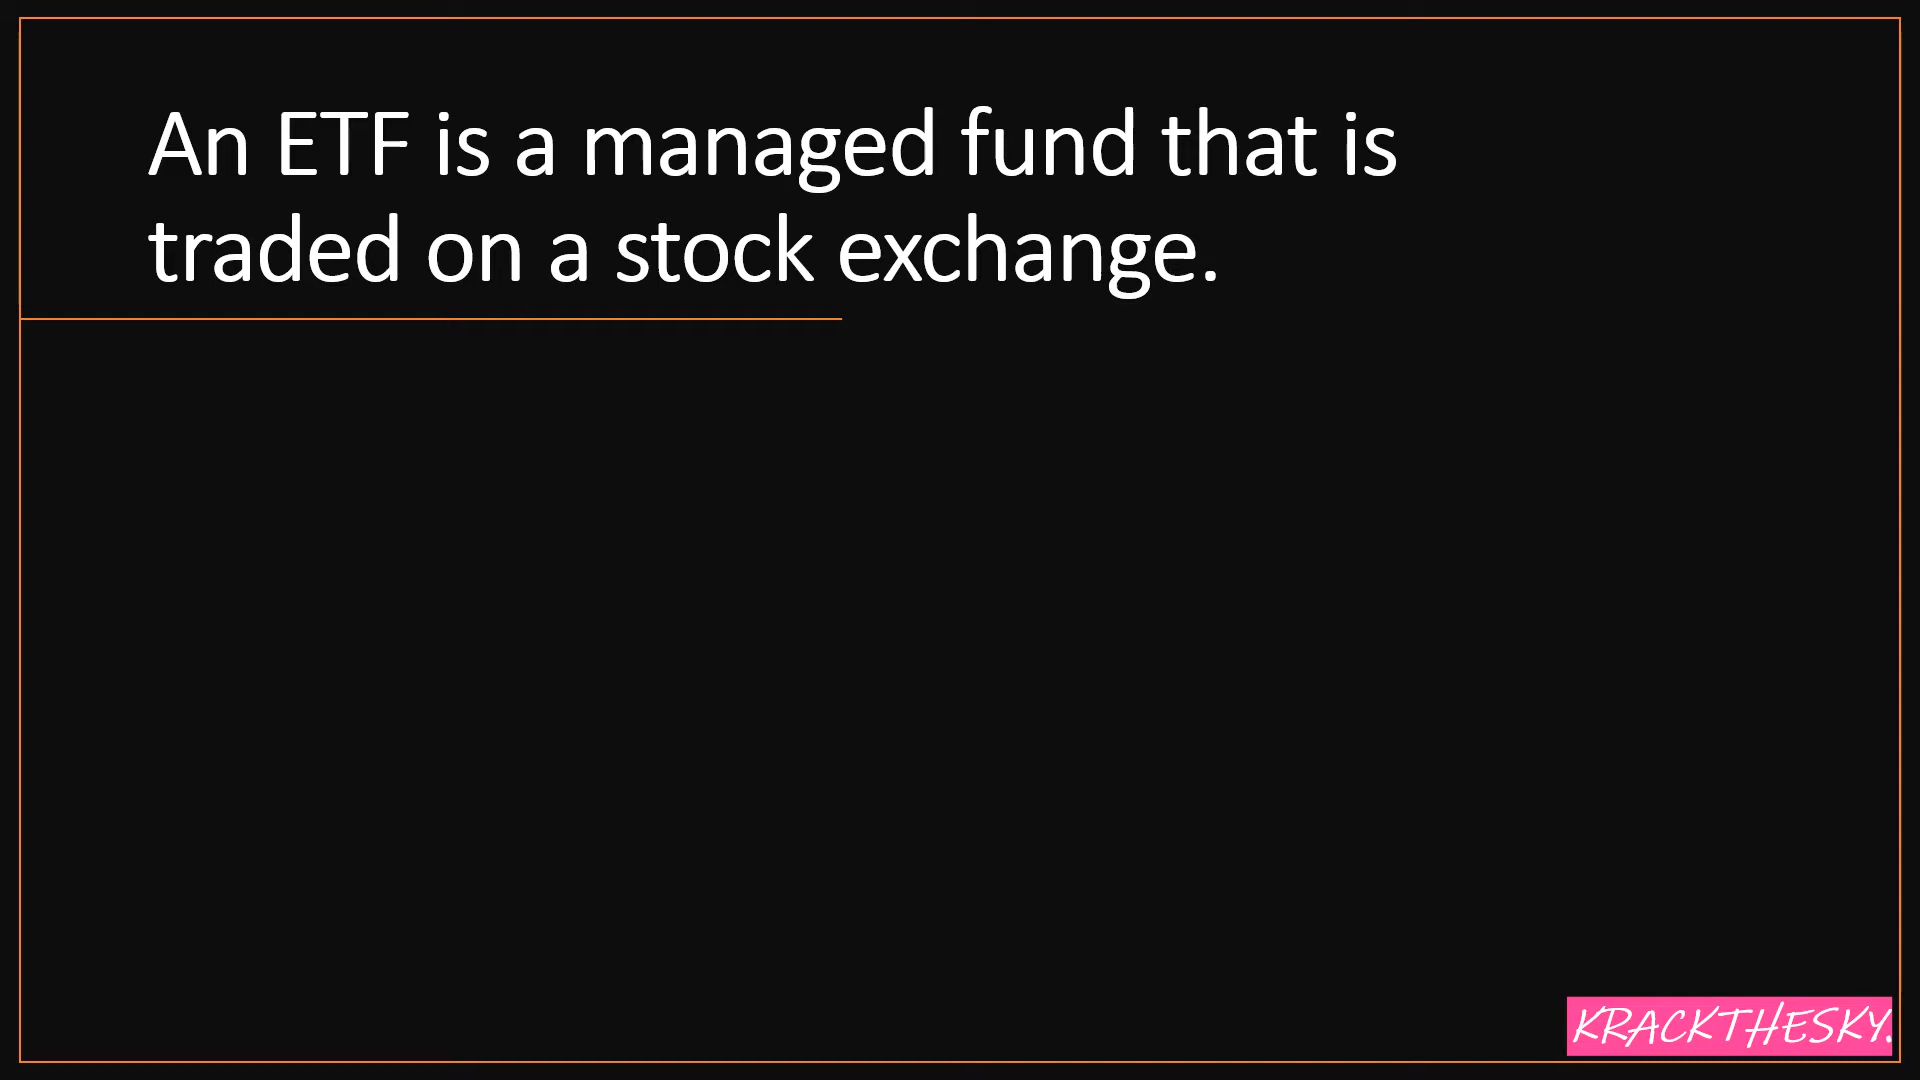 An ETF is a managed fund that is
traded on a stock exchange.
KRACKTHESKY.